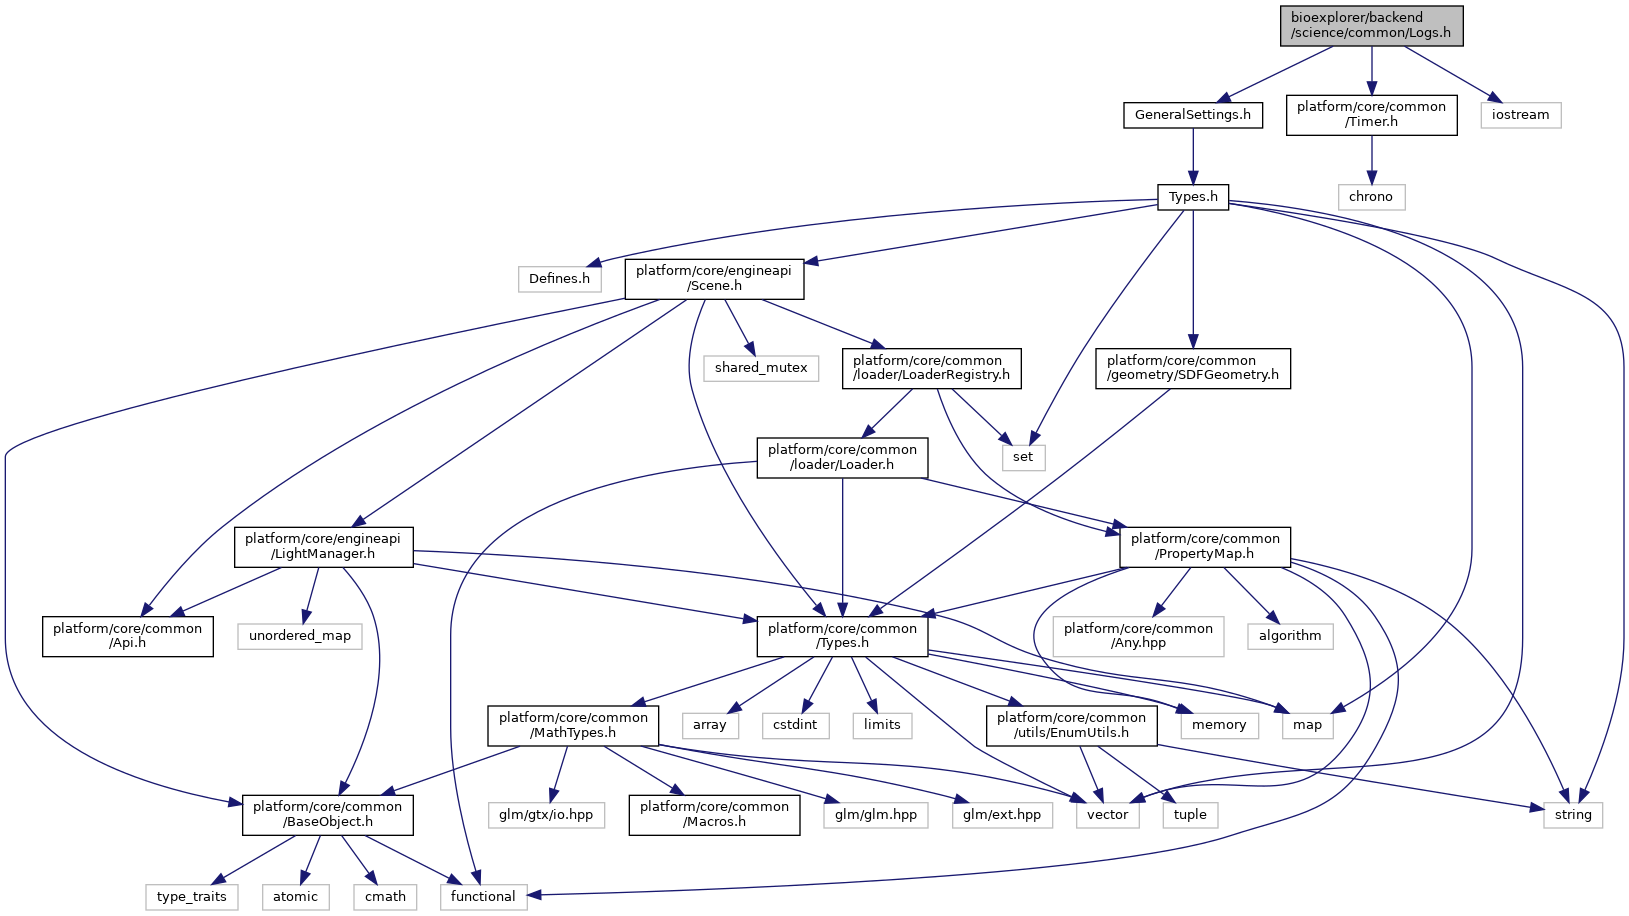 bioexplorer/backend
/science/common/Logs.h
GeneralSettings.h
platform/core/common
/Timer.h
iostream
Types.h
chrono
Defines.h
platform/core/engineapi
/Scene.h
shared_mutex
platform/core/common
/loader/LoaderRegistry.h
platform/core/common
/geometry/SDFGeometry.h
platform/core/common
/loader/Loader.h
set
platform/core/engineapi
/LightManager.h
platform/core/common
/PropertyMap.h
platform/core/common
/Api.h
unordered_map
platform/core/common
/Types.h
platform/core/common
/Any.hpp
algorithm
platform/core/common
/MathTypes.h
array
cstdint
limits
platform/core/common
/utils/EnumUtils.h
memory
map
platform/core/common
/BaseObject.h
glm/gtx/io.hpp
platform/core/common
/Macros.h
glm/glm.hpp
glm/ext.hpp
vector
tuple
string
type_traits
atomic
cmath
functional